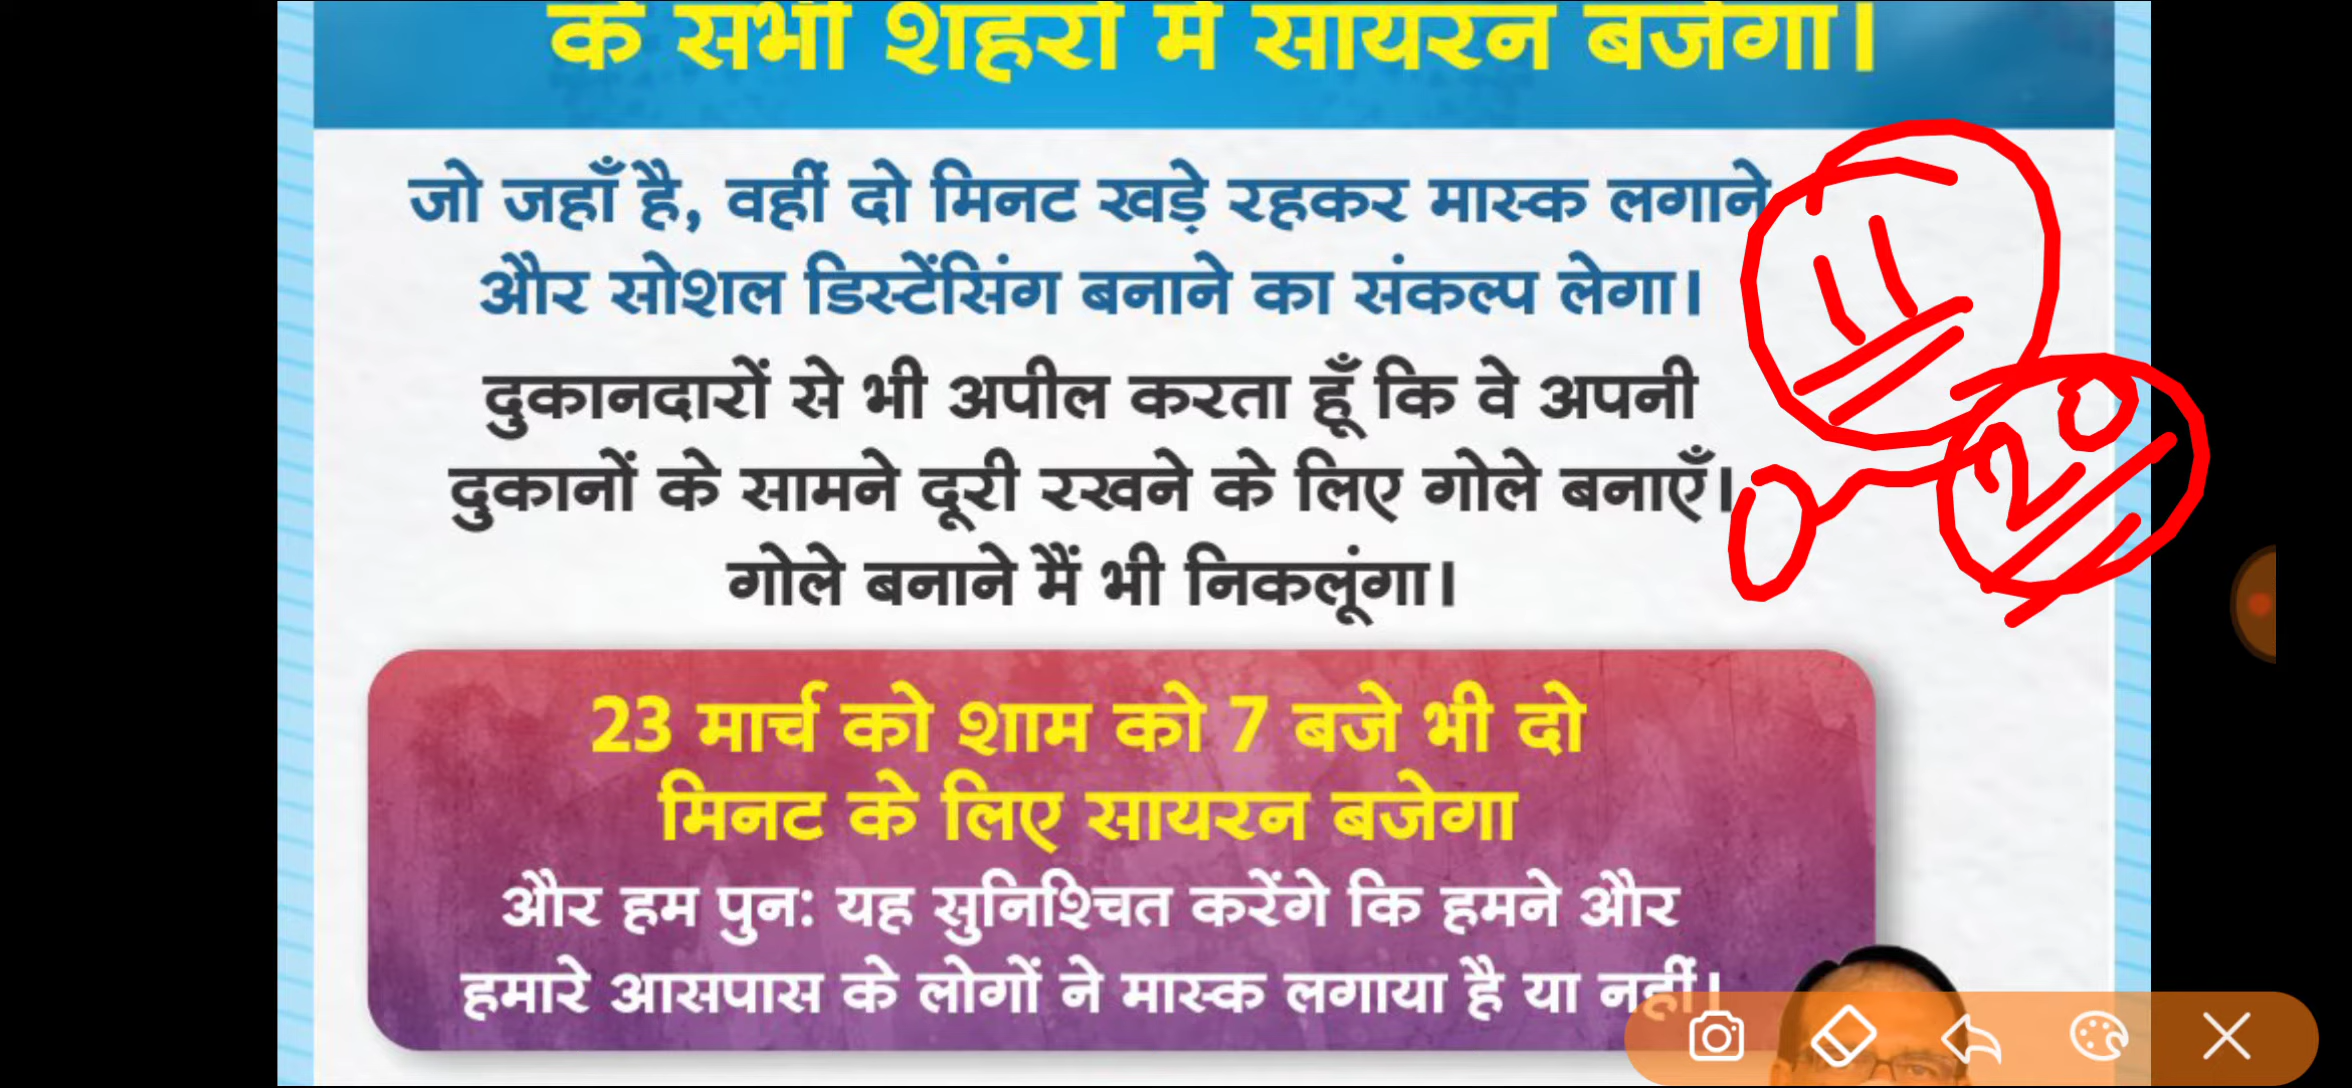 के सभी शहरों में सायरन बजेगा।
जो जहाँ है, वहीं दो मिनट खड़े रहकर मास्क लगाने
और सोशल डिस्टेंसिंग बनाने का संकल्प लेगा।
दुकानदारों से भी अपील करता हूँ कि वे अपनी
दुकानों के सामने दूरी रखने के लिए गोले बनाएँ।
गोले बनाने मैं भी निकलूंगा।
11
20
23 मार्च को शाम को 7 बजे भी दो
मिनट के लिए सायरन बजेगा
और हम पुन: यह सुनिश्चित करेंगे कि हमने और
हमारे आसपास के लोगों ने मास्क लगाया है या नहीं।